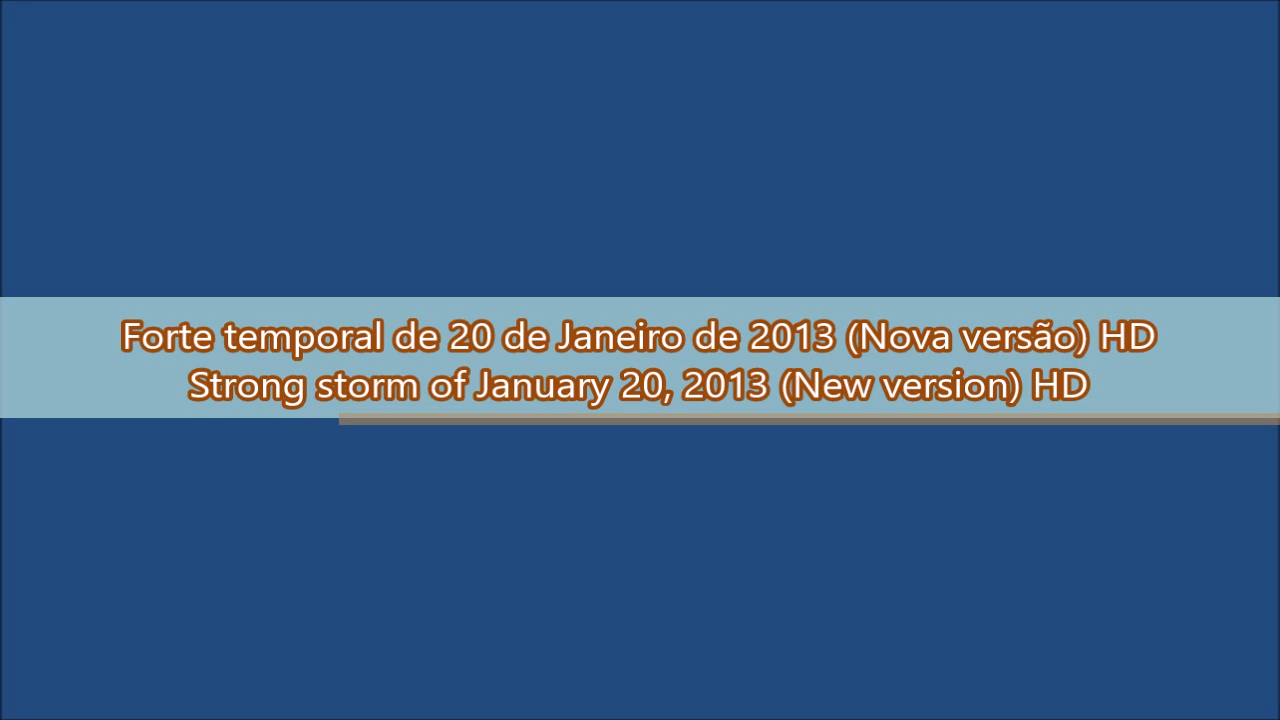 Forte temporal de 20 de Janeiro de 2013 (Nova versão) HD
Strong storm of January 20, 2013 (New version) HD